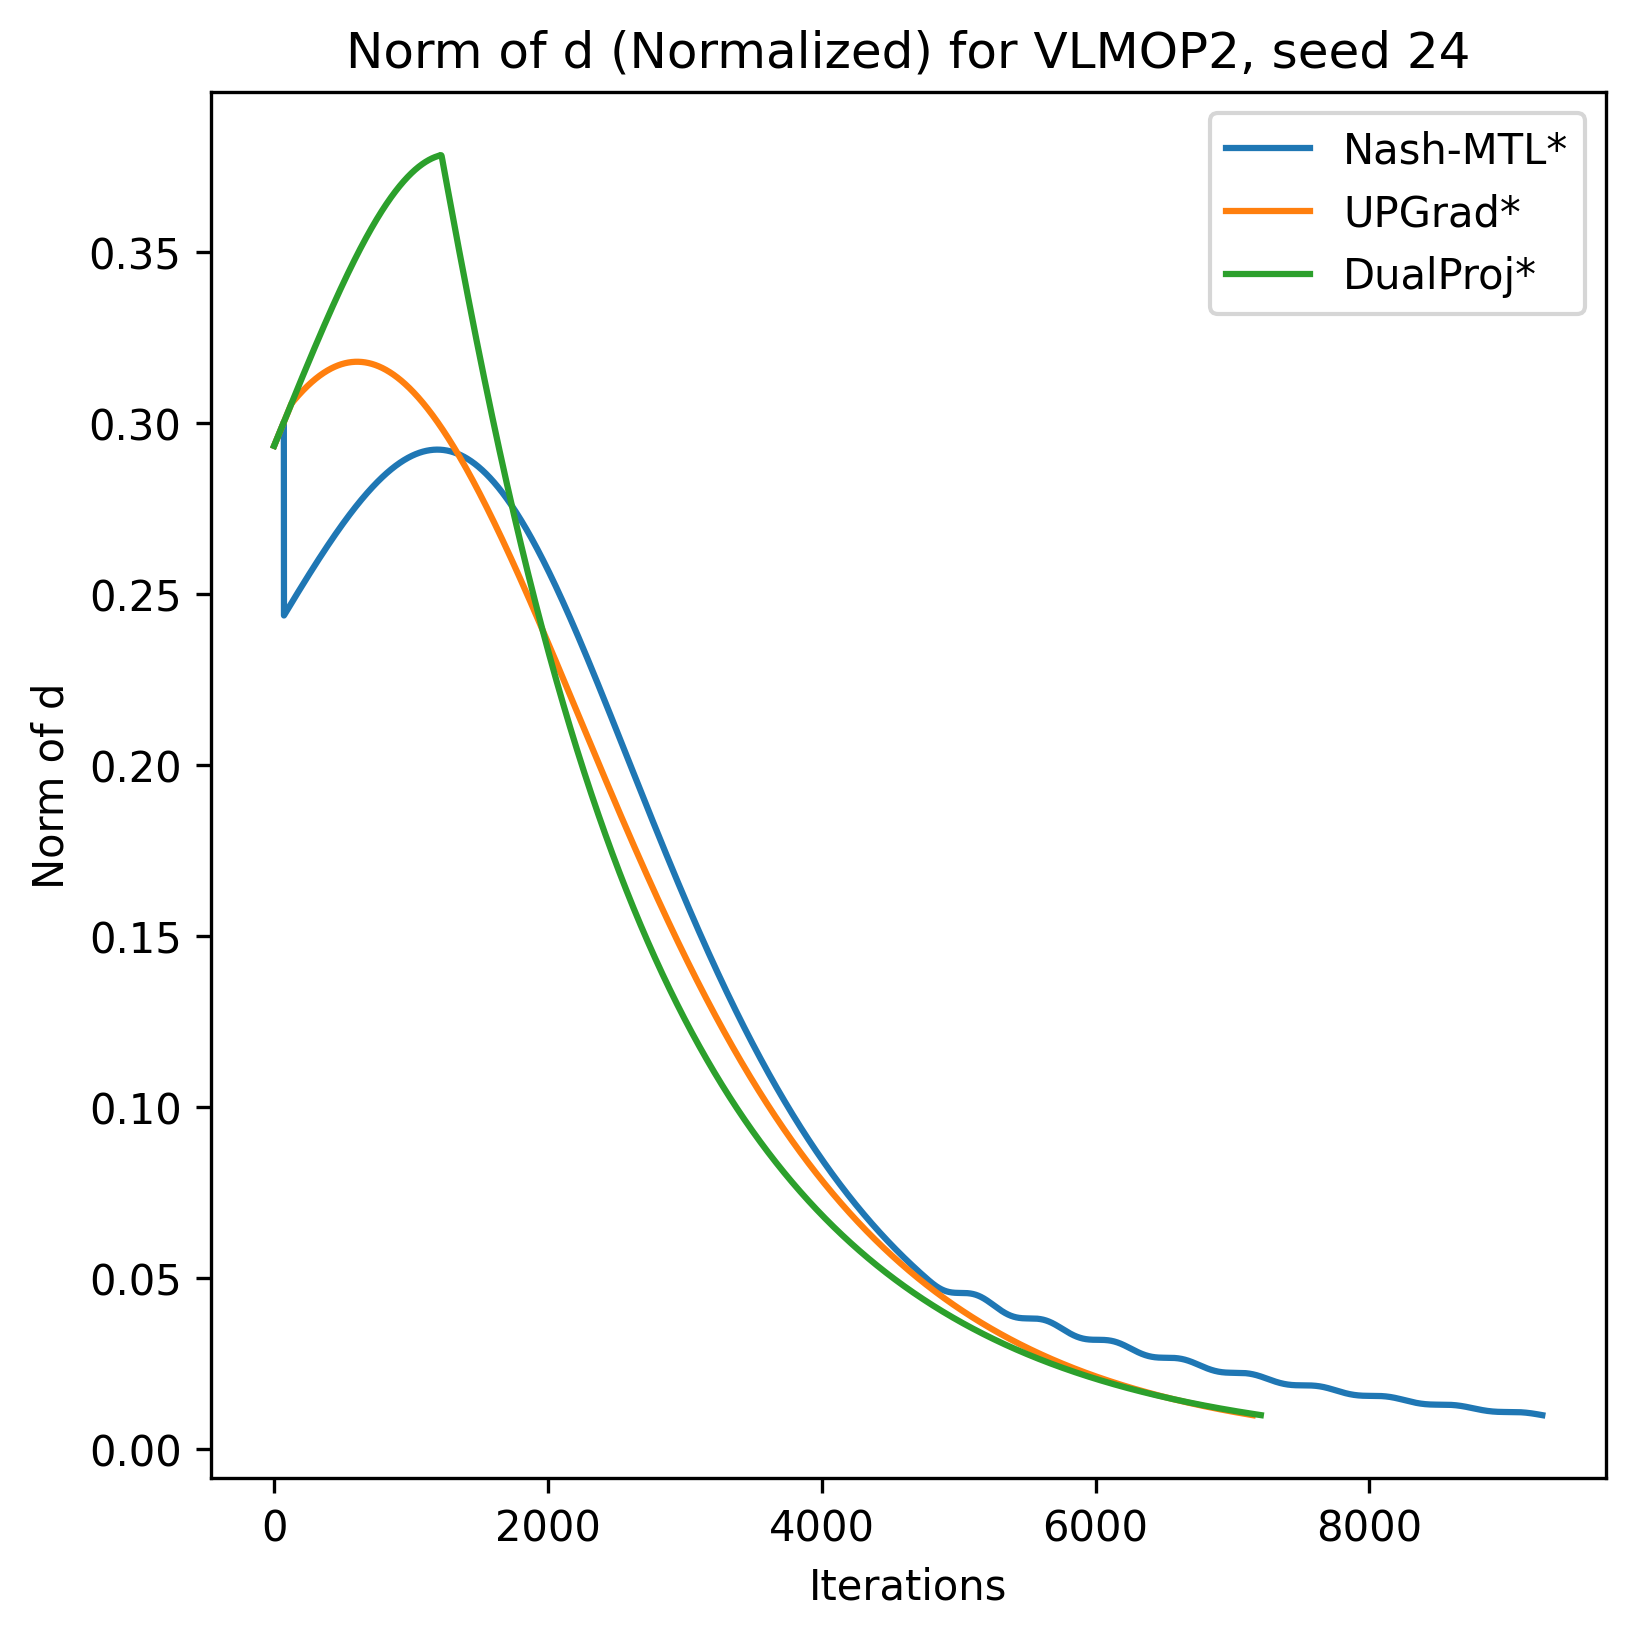 Norm of d (Normalized) for VLMOP2, seed 24
Nash-MTL*
UPGrad*
DualProj*
0.35
0.30
0.25
0.20
0.15
0.10
0.05
0.00
Norm of d
0 2000 4000 6000 8000
Iterations